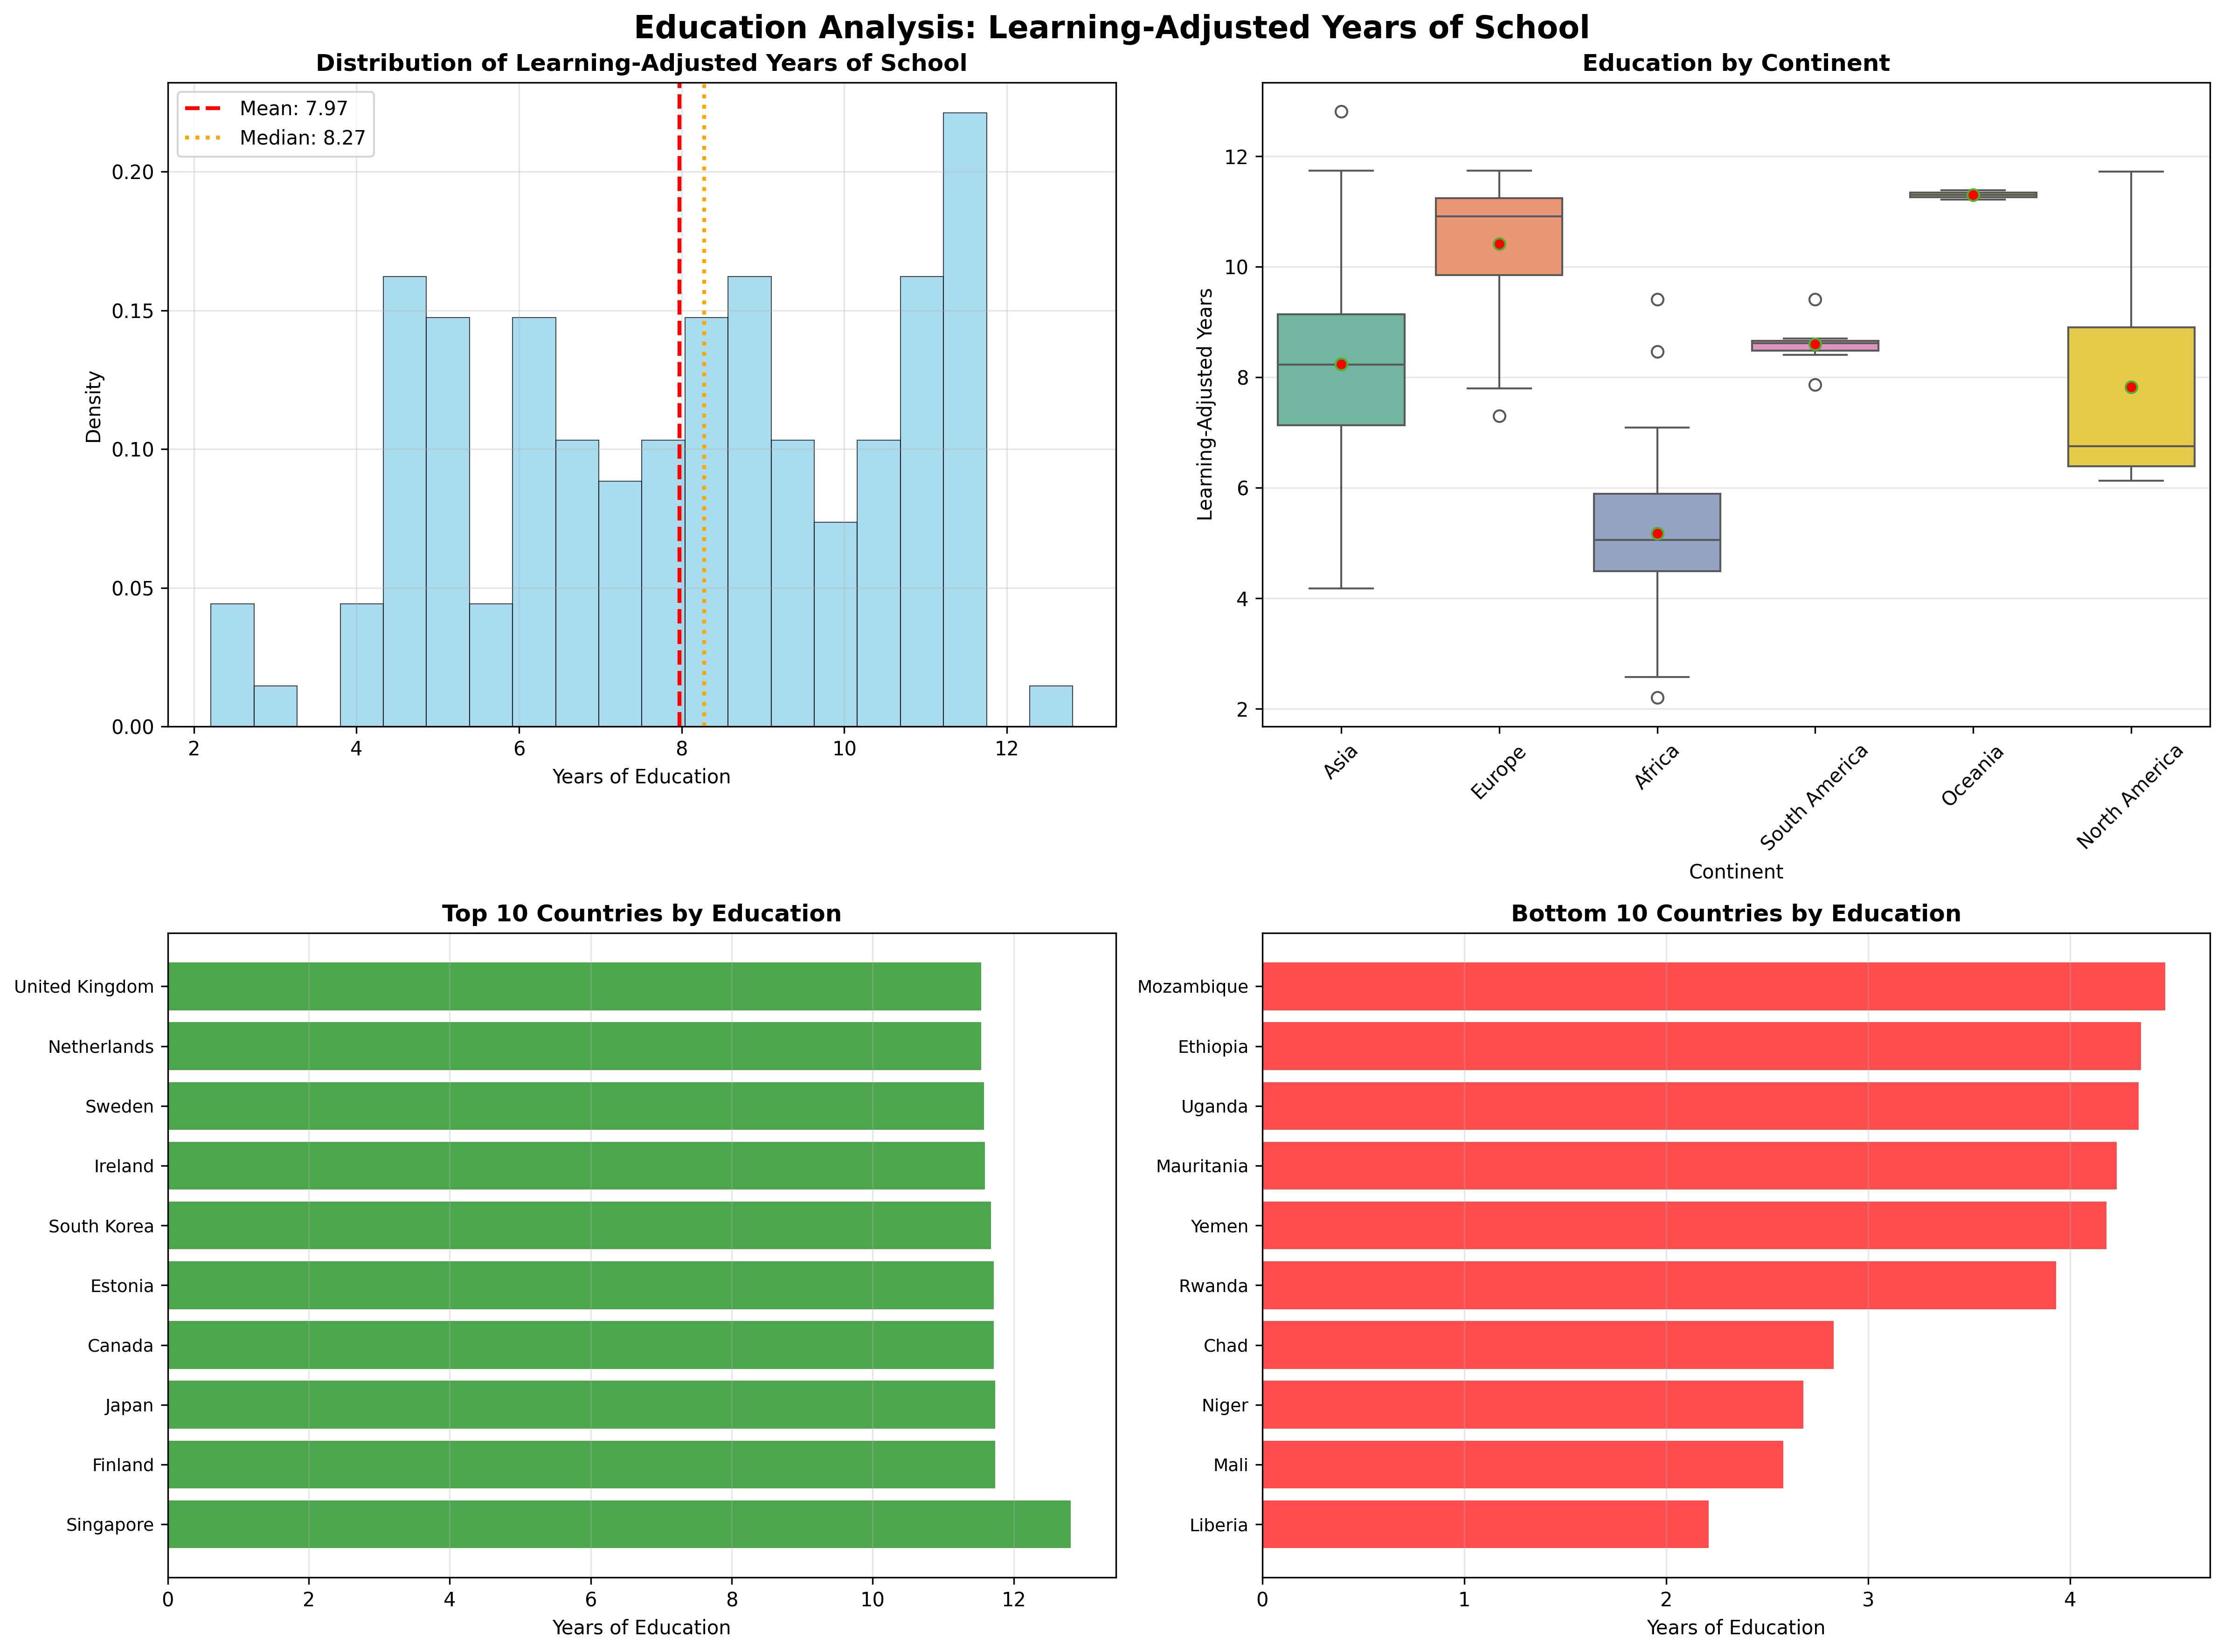 Education Analysis: Learning-Adjusted Years of School
Distribution of Learning-Adjusted Years of School
Mean: 7.97
Median: 8.27
Density
0.20
0.15
0.10
0.05
0.00
2 4 6 8 10 12
Years of Education
Education by Continent
Learning-Adjusted Years
12
10
8
6
4
2
Asia
Europe
Africa
South America
Oceania
North America
Continent
Top 10 Countries by Education
United Kingdom
Netherlands
Sweden
Ireland
South Korea
Estonia
Canada
Japan
Finland
Singapore
0 2 4 6 8 10 12
Years of Education
Bottom 10 Countries by Education
Mozambique
Ethiopia
Uganda
Mauritania
Yemen
Rwanda
Chad
Niger
Mali
Liberia
0 1 2 3 4
Years of Education